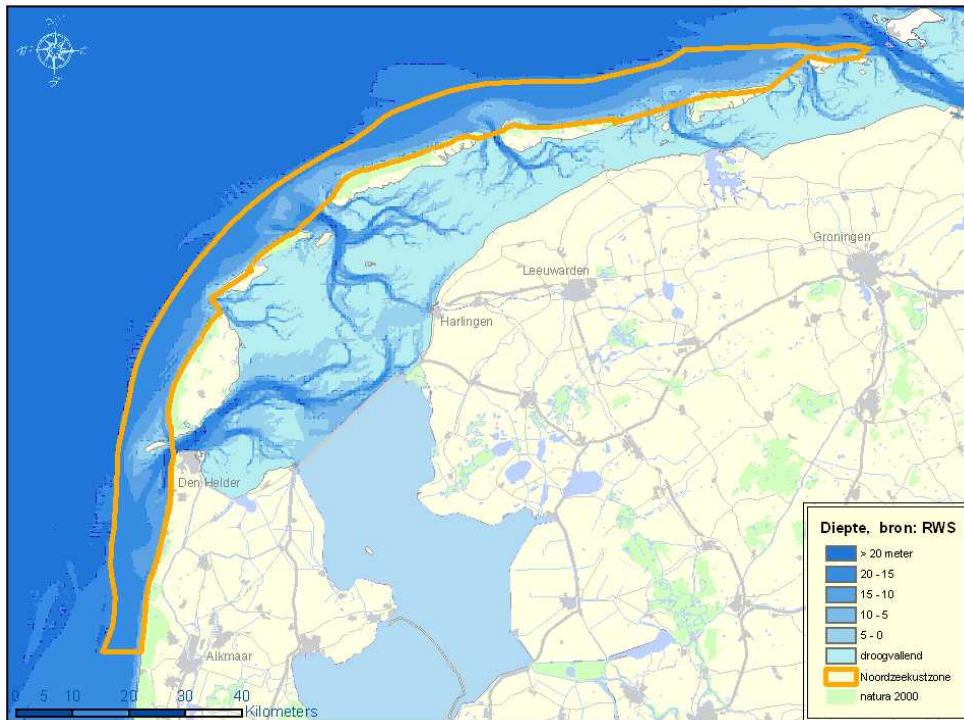 Groningen
Leeuwarden
Harlingen
Den Helder
Alkmaar
0 5 10 20 30 40
Kilometers
Diepte, bron: RWS
> 20 meter
20 - 15
15 - 10
10 - 5
5 - 0
droogvallend
Noordzeekustzone
natura 2000